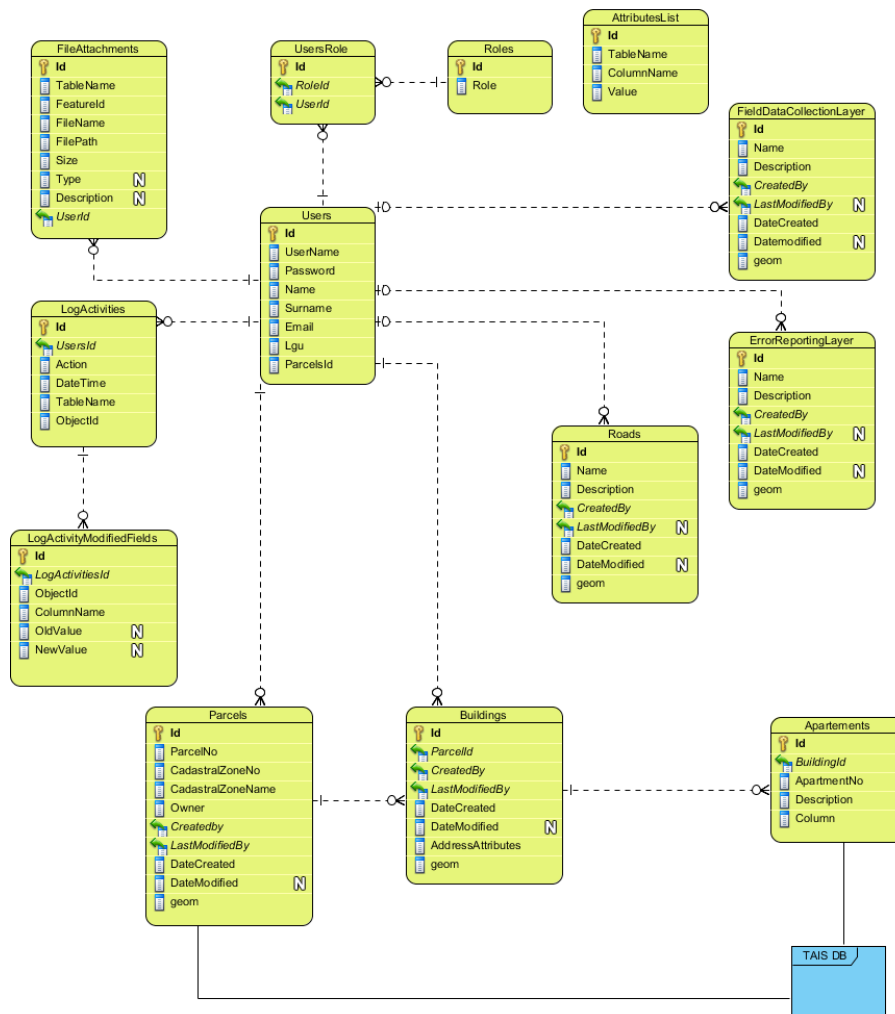 AttributesList
Id
TableName
ColumnName
Value
FileAttachments
Id
TableName
FeatureId
FileName
FilePath
Size
Type N
Description N
UserId
UsersRole
Id
RoleId
UserId
Roles
Id
Role
FieldDataCollectionLayer
Id
Name
Description
CreatedBy
LastModifiedBy N
DateCreated
Datemodified N
geom
Users
Id
UserName
Password
Name
Surname
Email
Lgu
ParcelsId
LogActivities
Id
UsersId
Action
DateTime
TableName
ObjectId
ErrorReportingLayer
Id
Name
Description
CreatedBy
LastModifiedBy N
DateCreated
DateModified N
geom
Roads
Id
Name
Description
CreatedBy
LastModifiedBy N
DateCreated
DateModified N
geom
LogActivityModifiedFields
Id
LogActivitiesId
ObjectId
ColumnName
OldValue N
NewValue N
Parcels
Id
ParcelNo
CadastralZoneNo
CadastralZoneName
Owner
Createdby
LastModifiedBy
DateCreated
DateModified N
geom
Buildings
Id
ParcelId
CreatedBy
LastModifiedBy
DateCreated
DateModified N
AddressAttributes
geom
Apartements
Id
BuildingId
ApartmentNo
Description
Column
TAIS DB